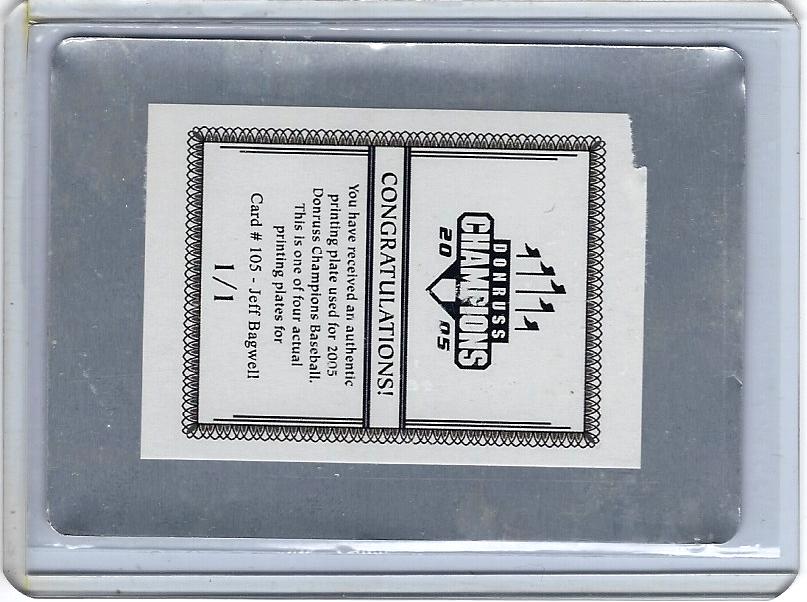 DONRUSS
CHAMPIONS
20 05
CONGRATULATIONS!
You have received an authentic
printing plate used for 2005
Donruss Champions Baseball.
This is one of four actual
printing plates for
Card # 105 - Jeff Bagwell
1/1